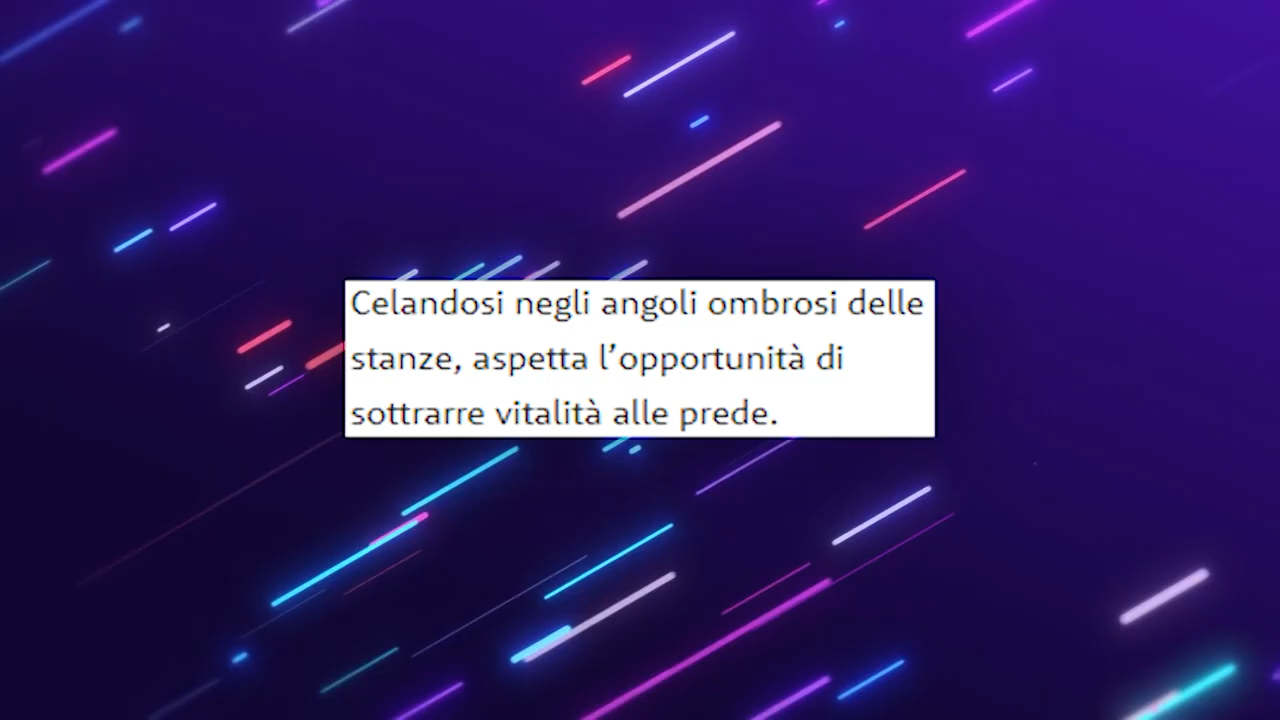 Celandosi negli angoli ombrosi delle
stanze, aspetta l’opportunità di
sottrarre vitalità alle prede.